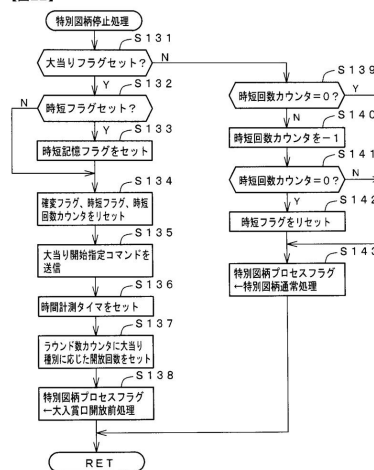 特別図柄停止処理
S131
大当りフラグセット?
N
Y
S132
時短フラグセット?
N
Y
S133
時短記憶フラグをセット
S134
確変フラグ、時短フラグ、時短
回数カウンタをリセット
S135
大当り開始指定コマンドを
送信
S136
時間計測タイマをセット
S137
ラウンド数カウンタに大当り
種別に応じた開放回数をセット
S138
特別図柄プロセスフラグ
←大入賞口開放前処理
RET
S139
時短回数カウンタ=0?
Y
N
S140
時短回数カウンタを-1
S141
時短回数カウンタ=0?
N
Y
S142
時短フラグをリセット
S143
特別図柄プロセスフラグ
←特別図柄通常処理